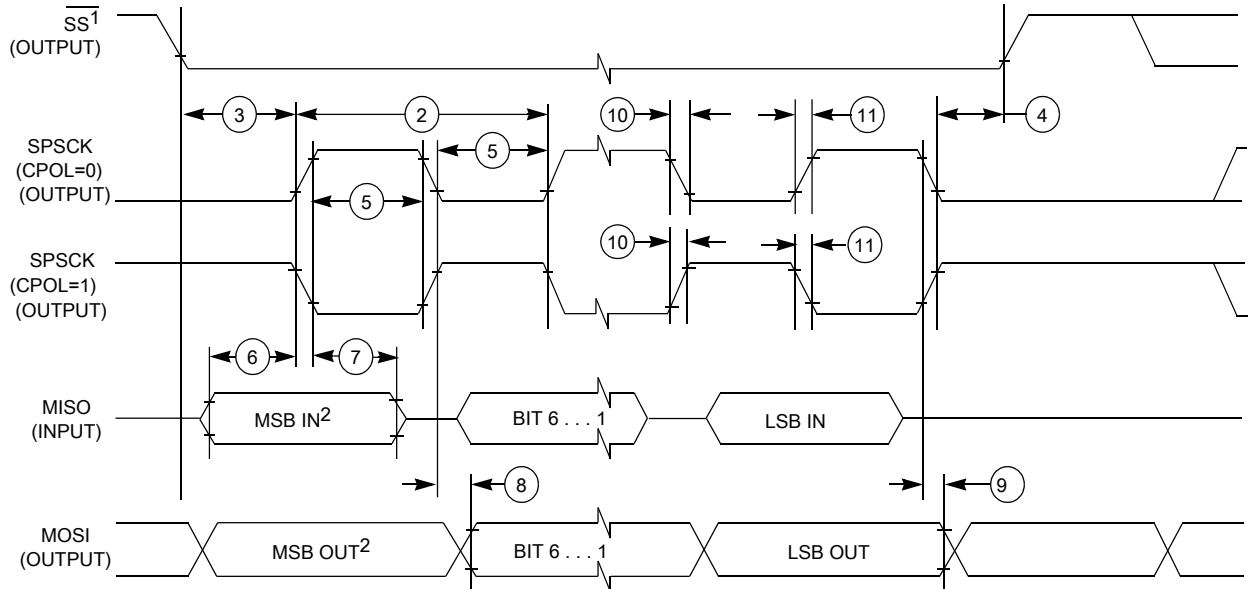 SS1
(OUTPUT)
3
2
10
11
4
SPSCK
(CPOL=0)
(OUTPUT)
5
5
SPSCK
(CPOL=1)
(OUTPUT)
10
11
6
7
MISO
(INPUT)
MSB IN2
BIT 6 . . . 1
LSB IN
8
9
MOSI
(OUTPUT)
MSB OUT2
BIT 6 . . . 1
LSB OUT